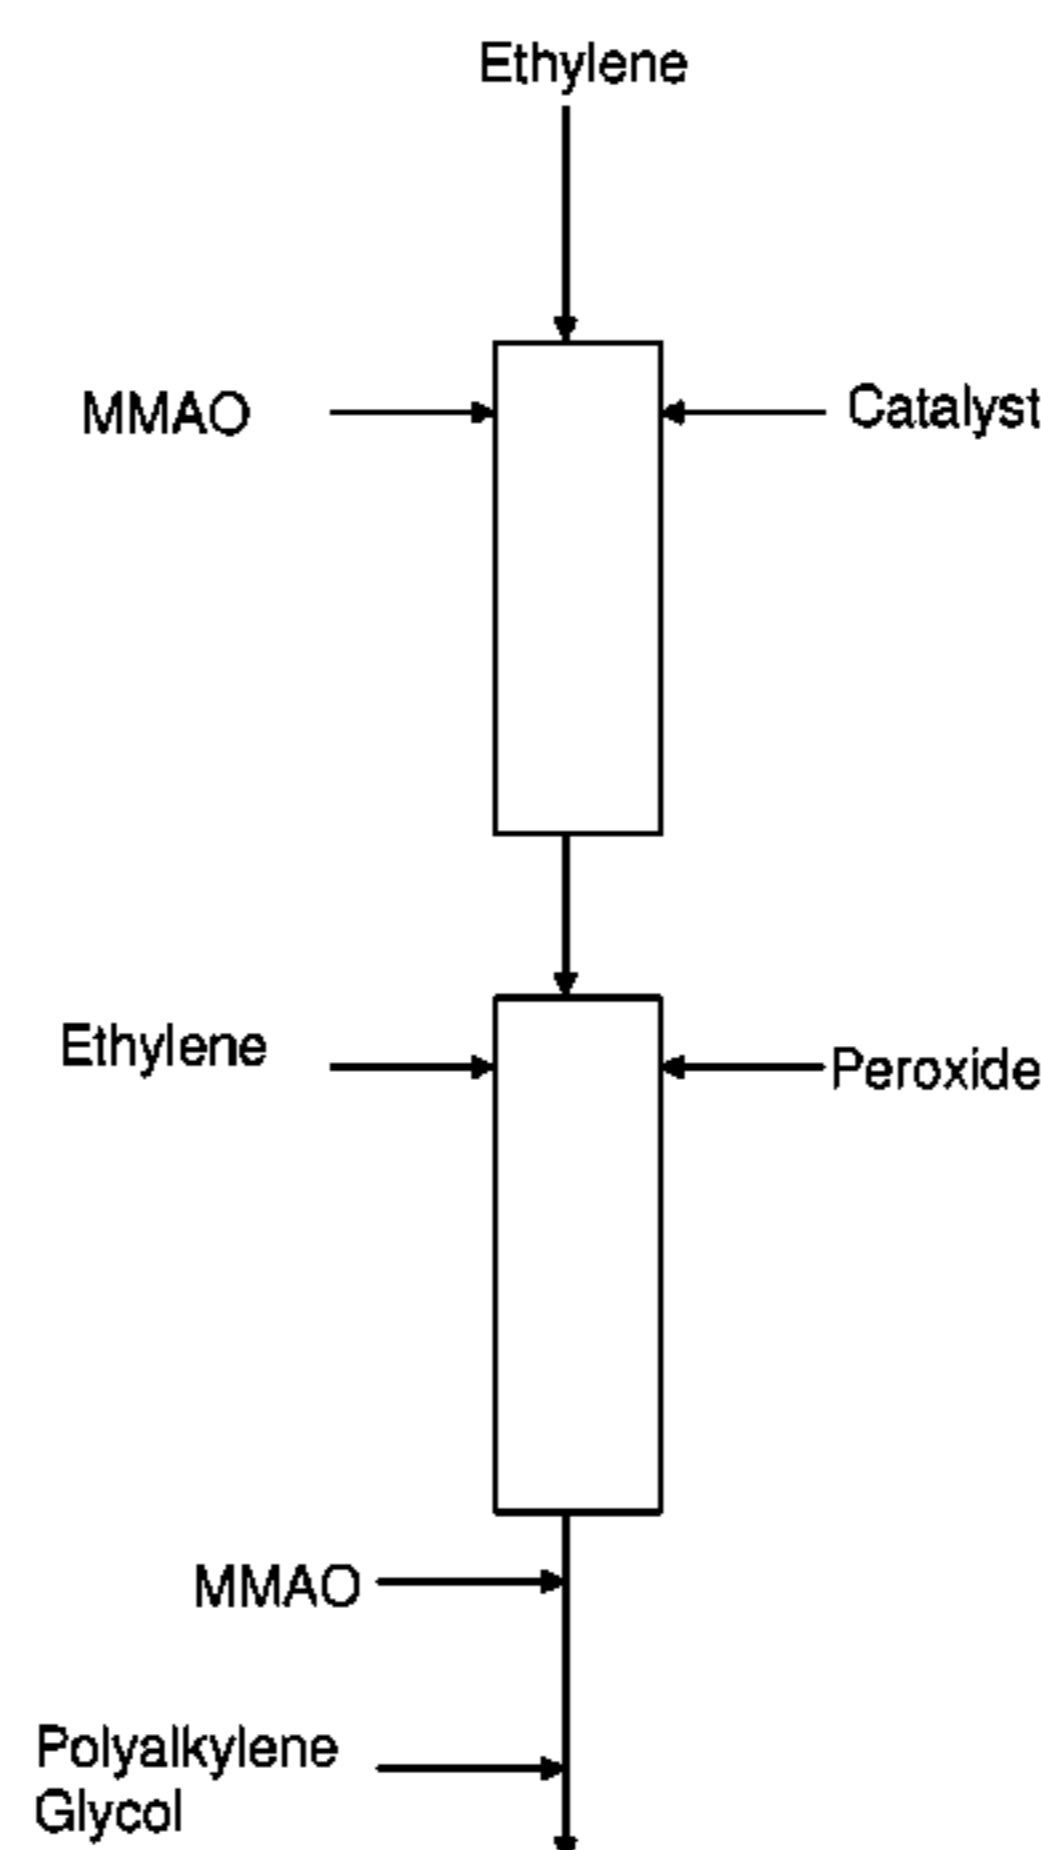 Ethylene
MMAO
Catalyst
Ethylene
Peroxide
MMAO
Polyalkylene
Glycol